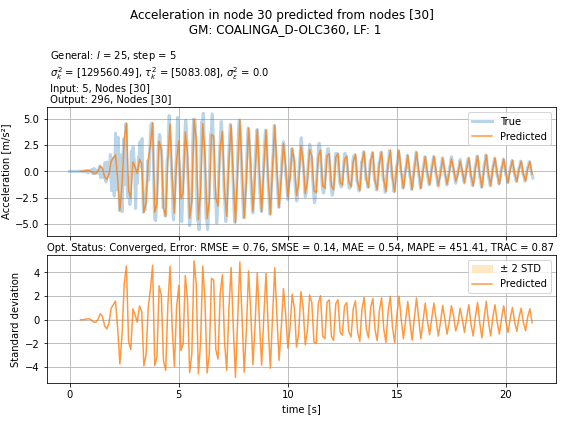 Acceleration in node 30 predicted from nodes [30]
GM: COALINGA_D-OLC360, LF: 1
General: l = 25, step = 5
σ²ₖ = [129560.49], τ²ₖ = [5083.08], σ²ε = 0.0
Input: 5, Nodes [30]
Output: 296, Nodes [30]
Acceleration [m/s²]
5.0
2.5
0.0
−2.5
−5.0
True
Predicted
Opt. Status: Converged, Error: RMSE = 0.76, SMSE = 0.14, MAE = 0.54, MAPE = 451.41, TRAC = 0.87
Standard deviation
4
2
0
−2
−4
± 2 STD
Predicted
0
5
10
15
20
time [s]